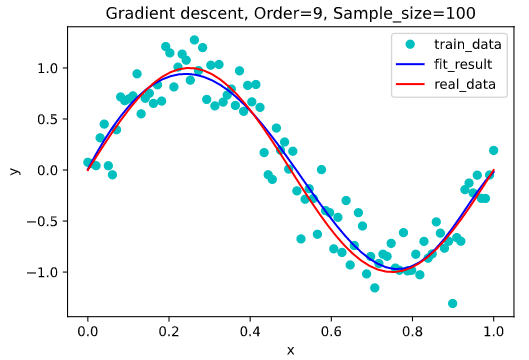 Gradient descent, Order=9, Sample_size=100
train_data
fit_result
real_data
1.0
0.5
0.0
−0.5
−1.0
y
0.0 0.2 0.4 0.6 0.8 1.0
x